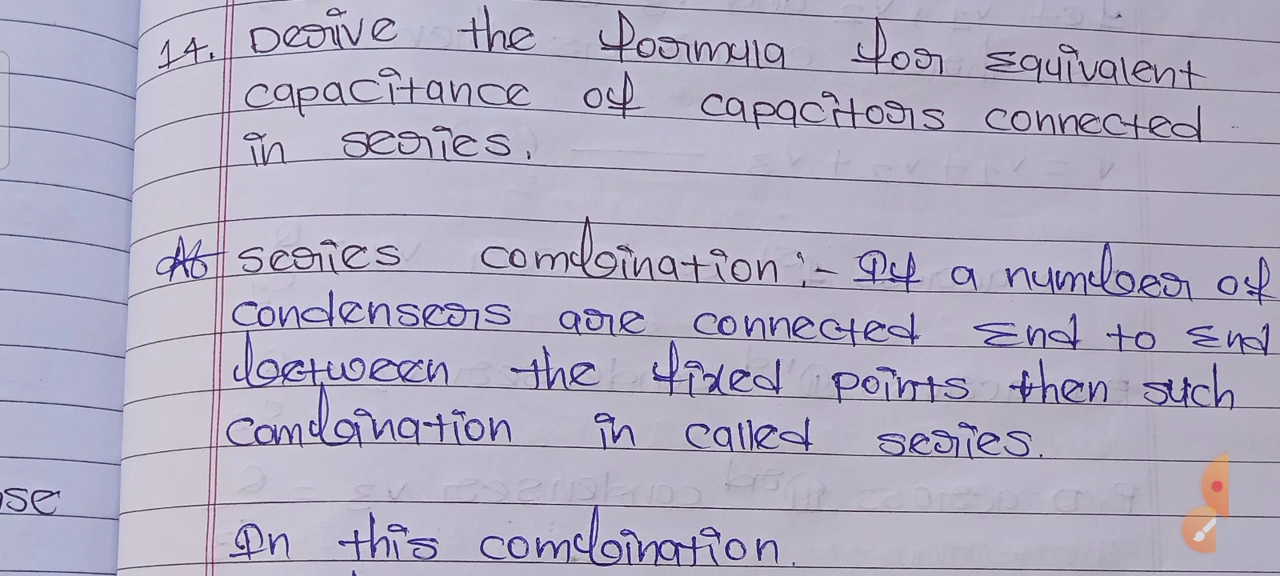 14. Derive the formula for Equivalent
capacitance of capacitors connected
in series.
series combination :- If a number of
condensers are connected End to End
between the fixed points then such
combination in called series.
se
In this combination.